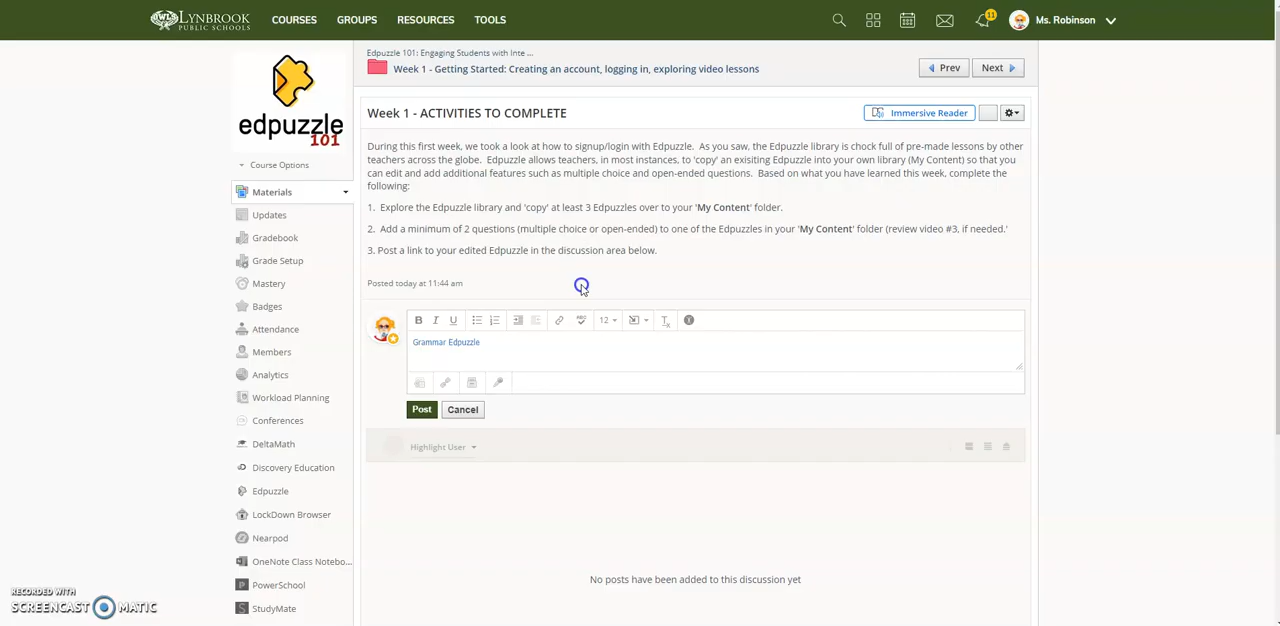 LYNBROOK
PUBLIC SCHOOLS
COURSES GROUPS RESOURCES TOOLS
11
Ms. Robinson
edpuzzle
101
Course Options
Materials
Updates
Gradebook
Grade Setup
Mastery
Badges
Attendance
Members
Analytics
Workload Planning
Conferences
DeltaMath
Discovery Education
Edpuzzle
LockDown Browser
Nearpod
OneNote Class Notebo...
PowerSchool
StudyMate
Edpuzzle 101: Engaging Students with Inte ...
Week 1 - Getting Started: Creating an account, logging in, exploring video lessons
Prev Next
Week 1 - ACTIVITIES TO COMPLETE
Immersive Reader
During this first week, we took a look at how to signup/login with Edpuzzle. As you saw, the Edpuzzle library is chock full of pre-made lessons by other
teachers across the globe. Edpuzzle allows teachers, in most instances, to 'copy' an exisiting Edpuzzle into your own library (My Content) so that you
can edit and add additional features such as multiple choice and open-ended questions. Based on what you have learned this week, complete the
following:
1. Explore the Edpuzzle library and 'copy' at least 3 Edpuzzles over to your 'My Content' folder.
2. Add a minimum of 2 questions (multiple choice or open-ended) to one of the Edpuzzles in your 'My Content' folder (review video #3, if needed.'
3. Post a link to your edited Edpuzzle in the discussion area below.
Posted today at 11:44 am
B I U ABC 12 Tx
Grammar Edpuzzle
Post Cancel
Highlight User
No posts have been added to this discussion yet
RECORDED WITH
SCREENCAST MATIC